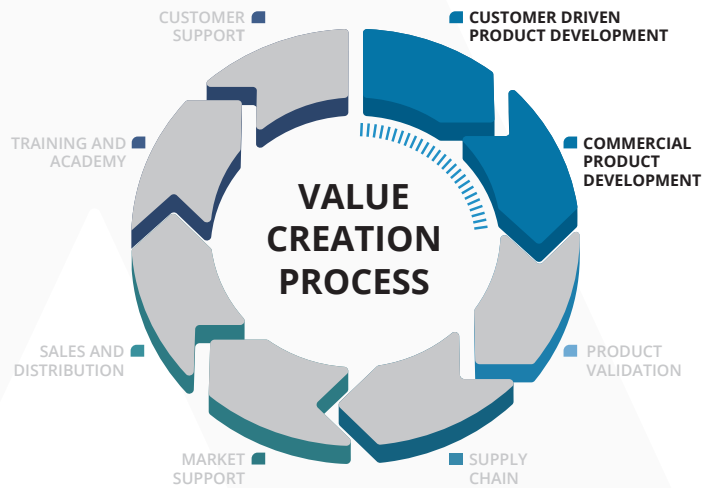 CUSTOMER
SUPPORT
CUSTOMER DRIVEN
PRODUCT DEVELOPMENT
TRAINING AND
ACADEMY
COMMERCIAL
PRODUCT
DEVELOPMENT
VALUE
CREATION
PROCESS
SALES AND
DISTRIBUTION
PRODUCT
VALIDATION
MARKET
SUPPORT
SUPPLY
CHAIN